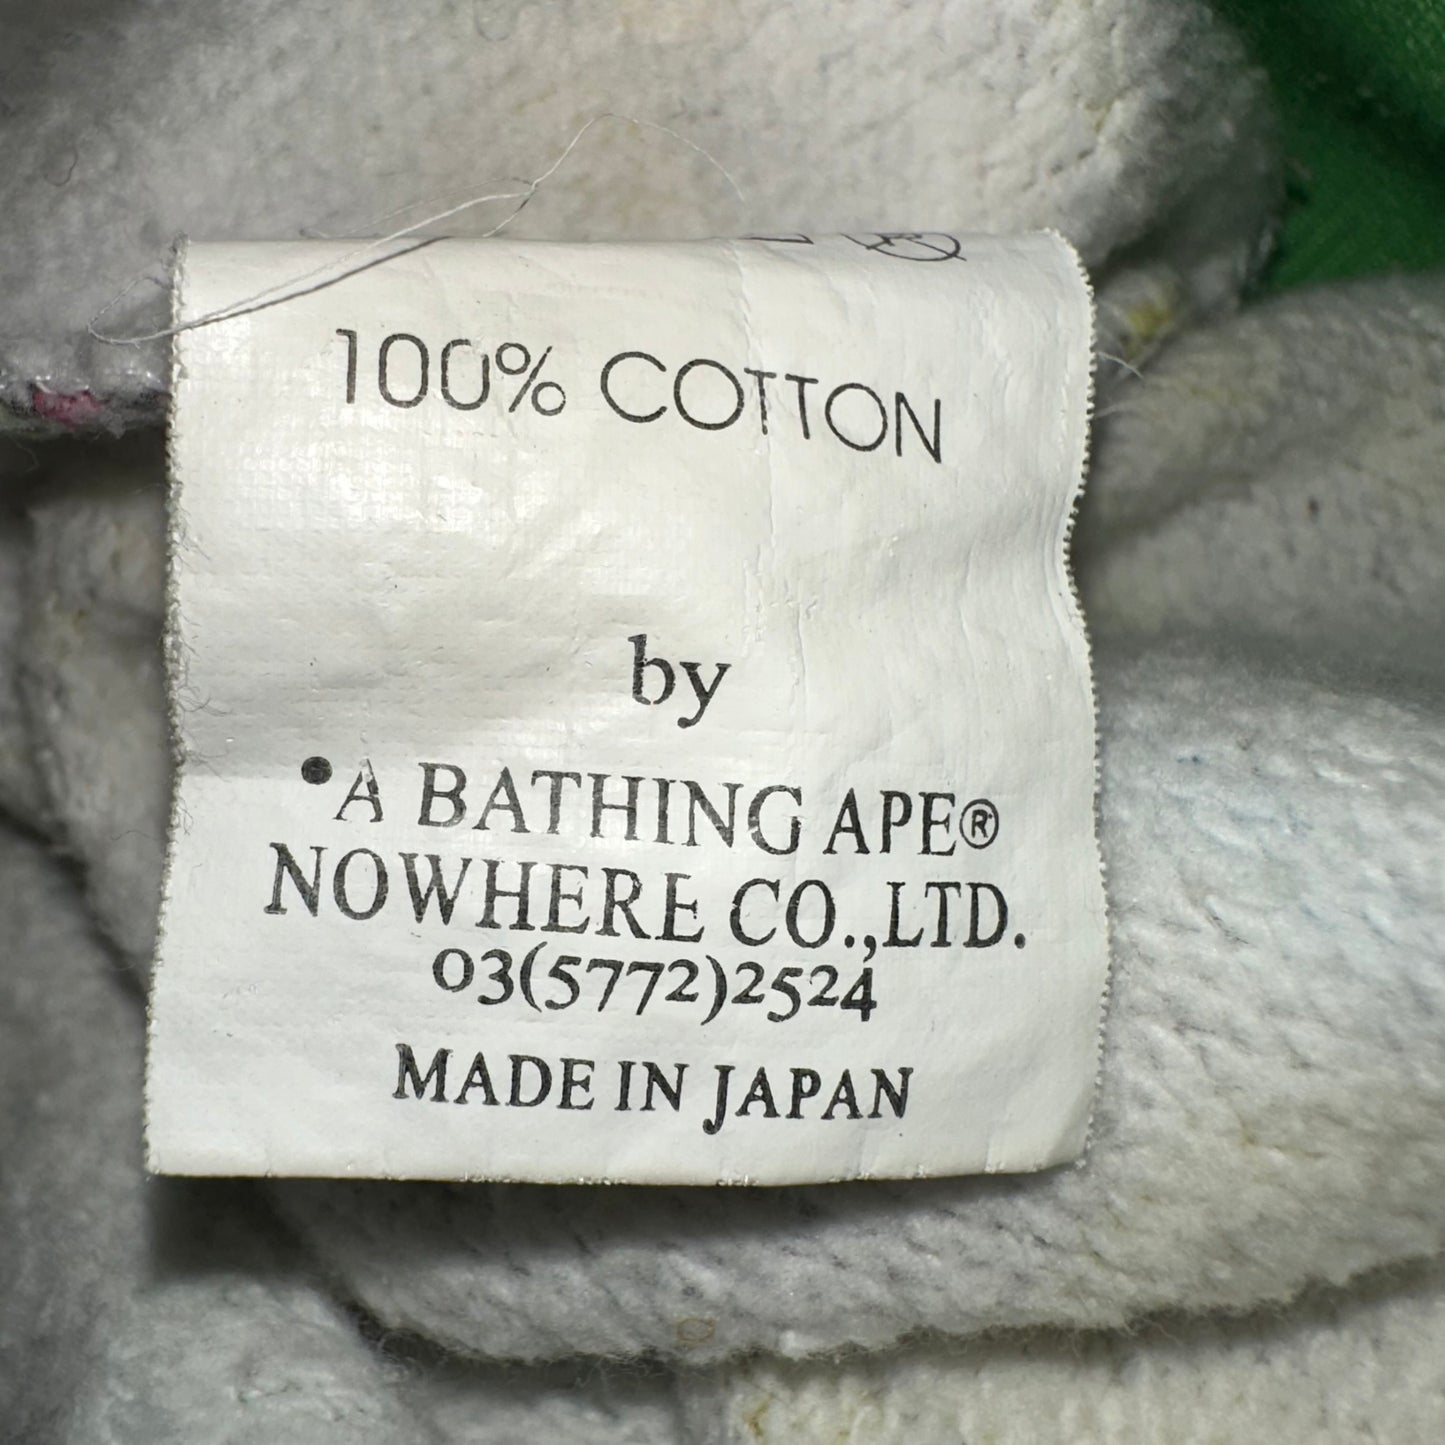 100% COTTON
by
•A BATHING APE®
NOWHERE CO.,LTD.
03(5772)2524
MADE IN JAPAN